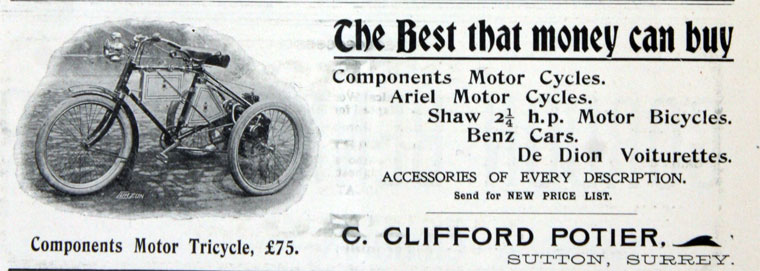 The Best that money can buy
Components Motor Cycles.
Ariel Motor Cycles.
Shaw 2¼ h.p. Motor Bicycles.
Benz Cars.
De Dion Voiturettes.
ACCESSORIES OF EVERY DESCRIPTION.
Send for NEW PRICE LIST.
C. CLIFFORD POTIER.
SUTTON, SURREY.
Components Motor Tricycle, £75.